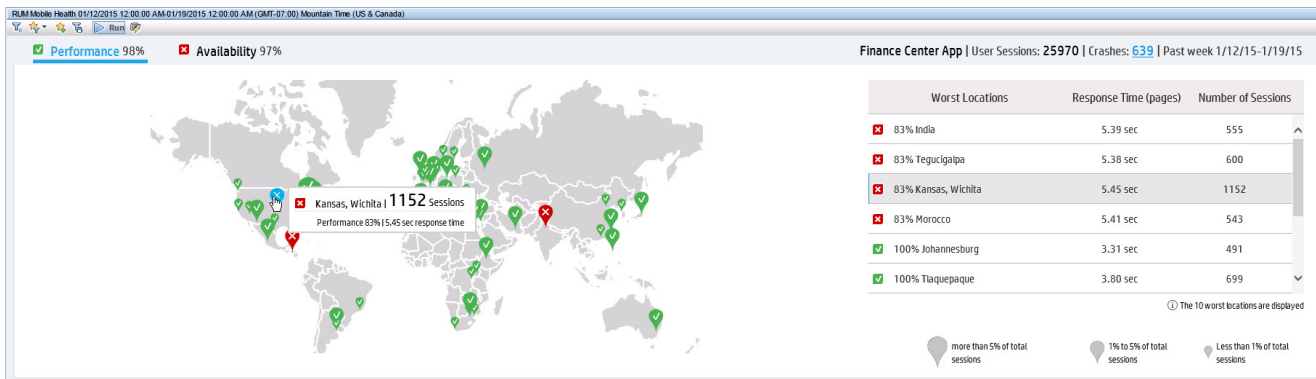 RUM Mobile Health 01/12/2015 12:00:00 AM-01/19/2015 12:00:00 AM (GMT-07:00) Mountain Time (US & Canada)
Run
Performance 98% Availability 97%
Finance Center App | User Sessions: 25970 | Crashes: 639 | Past week 1/12/15-1/19/15
Worst Locations Response Time (pages) Number of Sessions
83% India 5.39 sec 555
83% Tegucigalpa 5.38 sec 600
83% Kansas, Wichita 5.45 sec 1152
83% Morocco 5.41 sec 543
100% Johannesburg 3.31 sec 491
100% Tlaquepaque 3.80 sec 699
The 10 worst locations are displayed
Kansas, Wichita | 1152 Sessions
Performance 83% | 5.45 sec response time
more than 5% of total
sessions
1% to 5% of total
sessions
Less than 1% of total
sessions